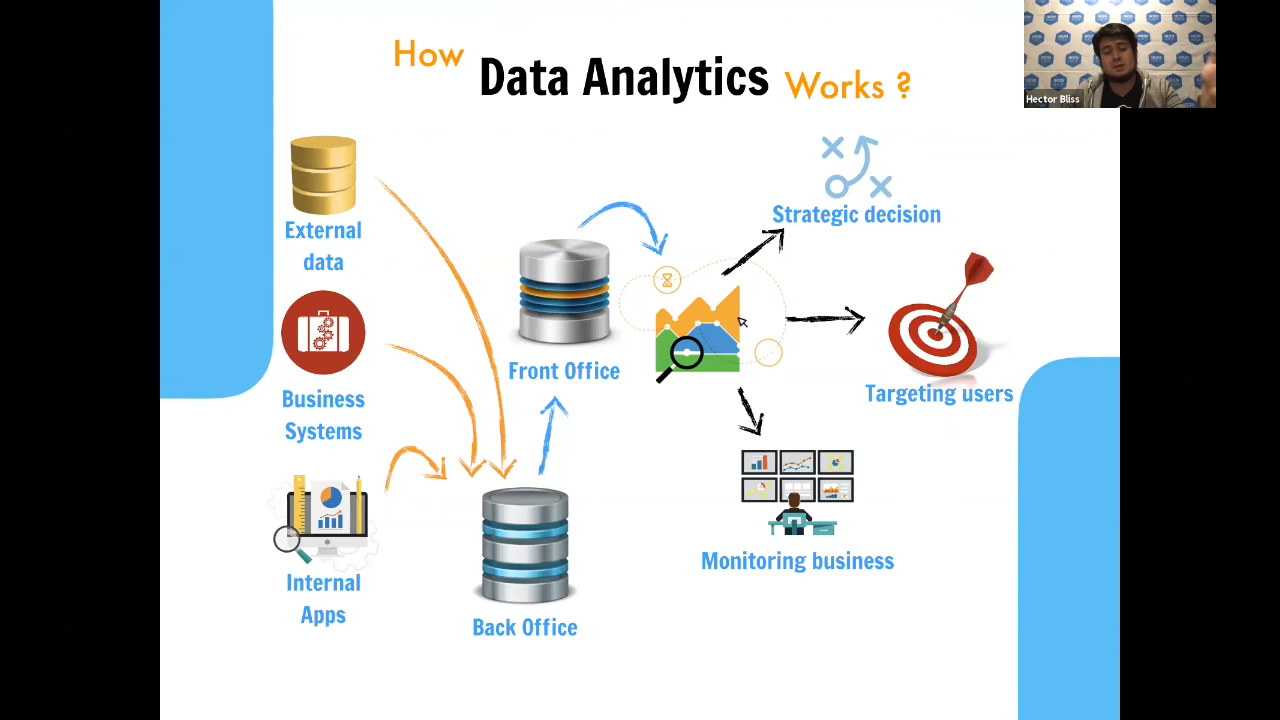 How Data Analytics Works ?
Hector Bliss
External
data
Business
Systems
Internal
Apps
Front Office
Back Office
Strategic decision
Targeting users
Monitoring business